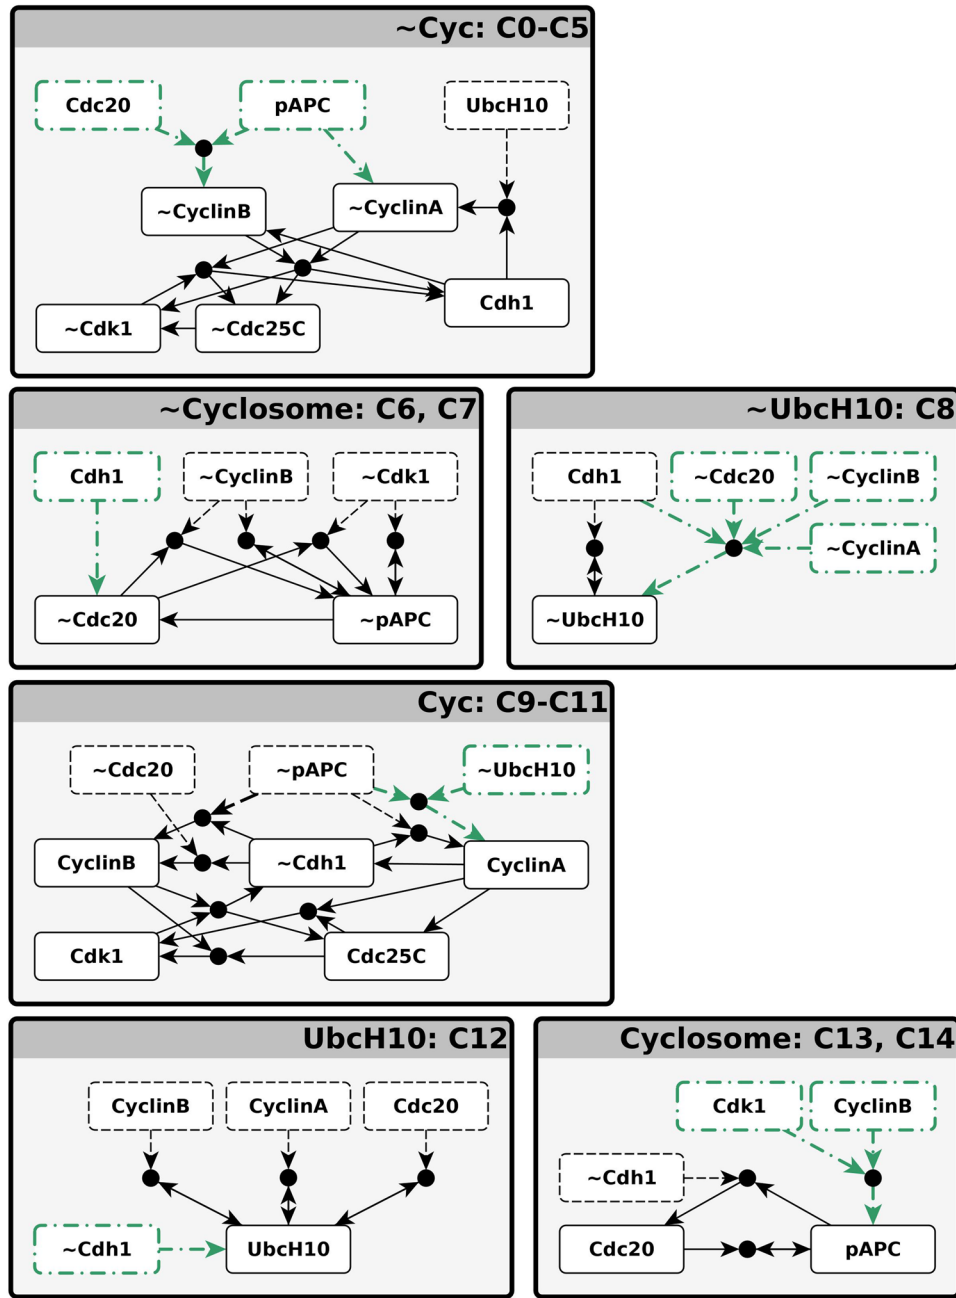 ~Cyc: C0-C5
Cdc20 pAPC UbcH10
~CyclinB ~CyclinA
Cdh1
~Cdk1 ~Cdc25C
~Cyclosome: C6, C7
Cdh1 ~CyclinB ~Cdk1
~Cdc20 ~pAPC
~UbcH10: C8
Cdh1 ~Cdc20 ~CyclinB
~CyclinA
~UbcH10
Cyc: C9-C11
~Cdc20 ~pAPC ~UbcH10
CyclinB ~Cdh1 CyclinA
Cdk1 Cdc25C
UbcH10: C12
CyclinB CyclinA Cdc20
~Cdh1 UbcH10
Cyclosome: C13, C14
Cdk1 CyclinB
~Cdh1
Cdc20 pAPC